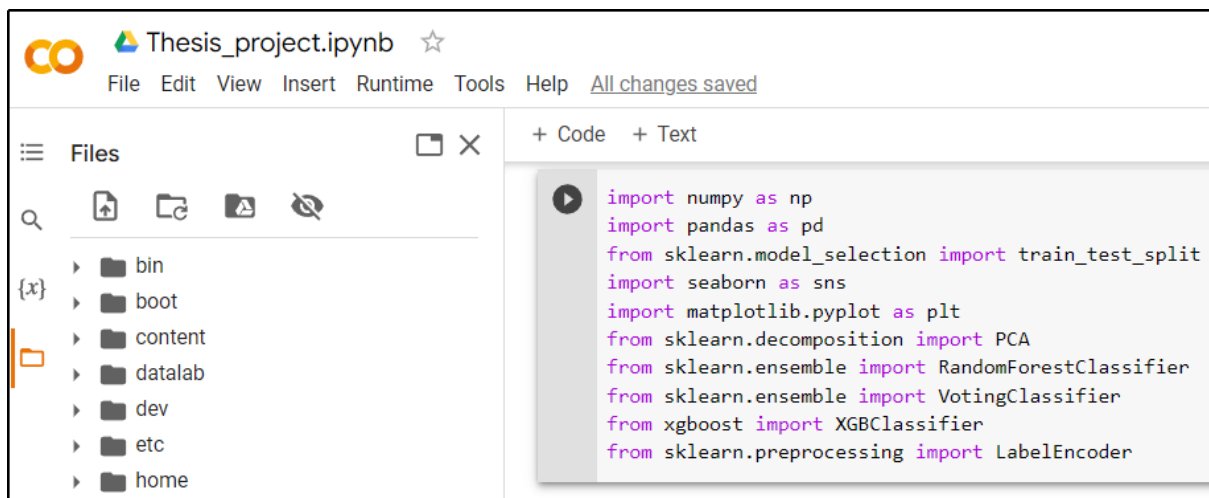 Thesis_project.ipynb
File Edit View Insert Runtime Tools Help All changes saved
Files
+ Code + Text
{x}
bin
boot
content
datalab
dev
etc
home
import numpy as np
import pandas as pd
from sklearn.model_selection import train_test_split
import seaborn as sns
import matplotlib.pyplot as plt
from sklearn.decomposition import PCA
from sklearn.ensemble import RandomForestClassifier
from sklearn.ensemble import VotingClassifier
from xgboost import XGBClassifier
from sklearn.preprocessing import LabelEncoder